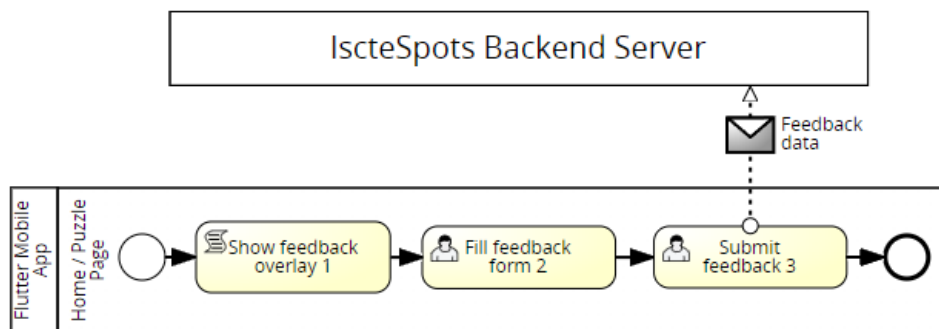 IscteSpots Backend Server
Feedback
data
Flutter Mobile
App
Home / Puzzle
Page
Show feedback
overlay 1
Fill feedback
form 2
Submit
feedback 3